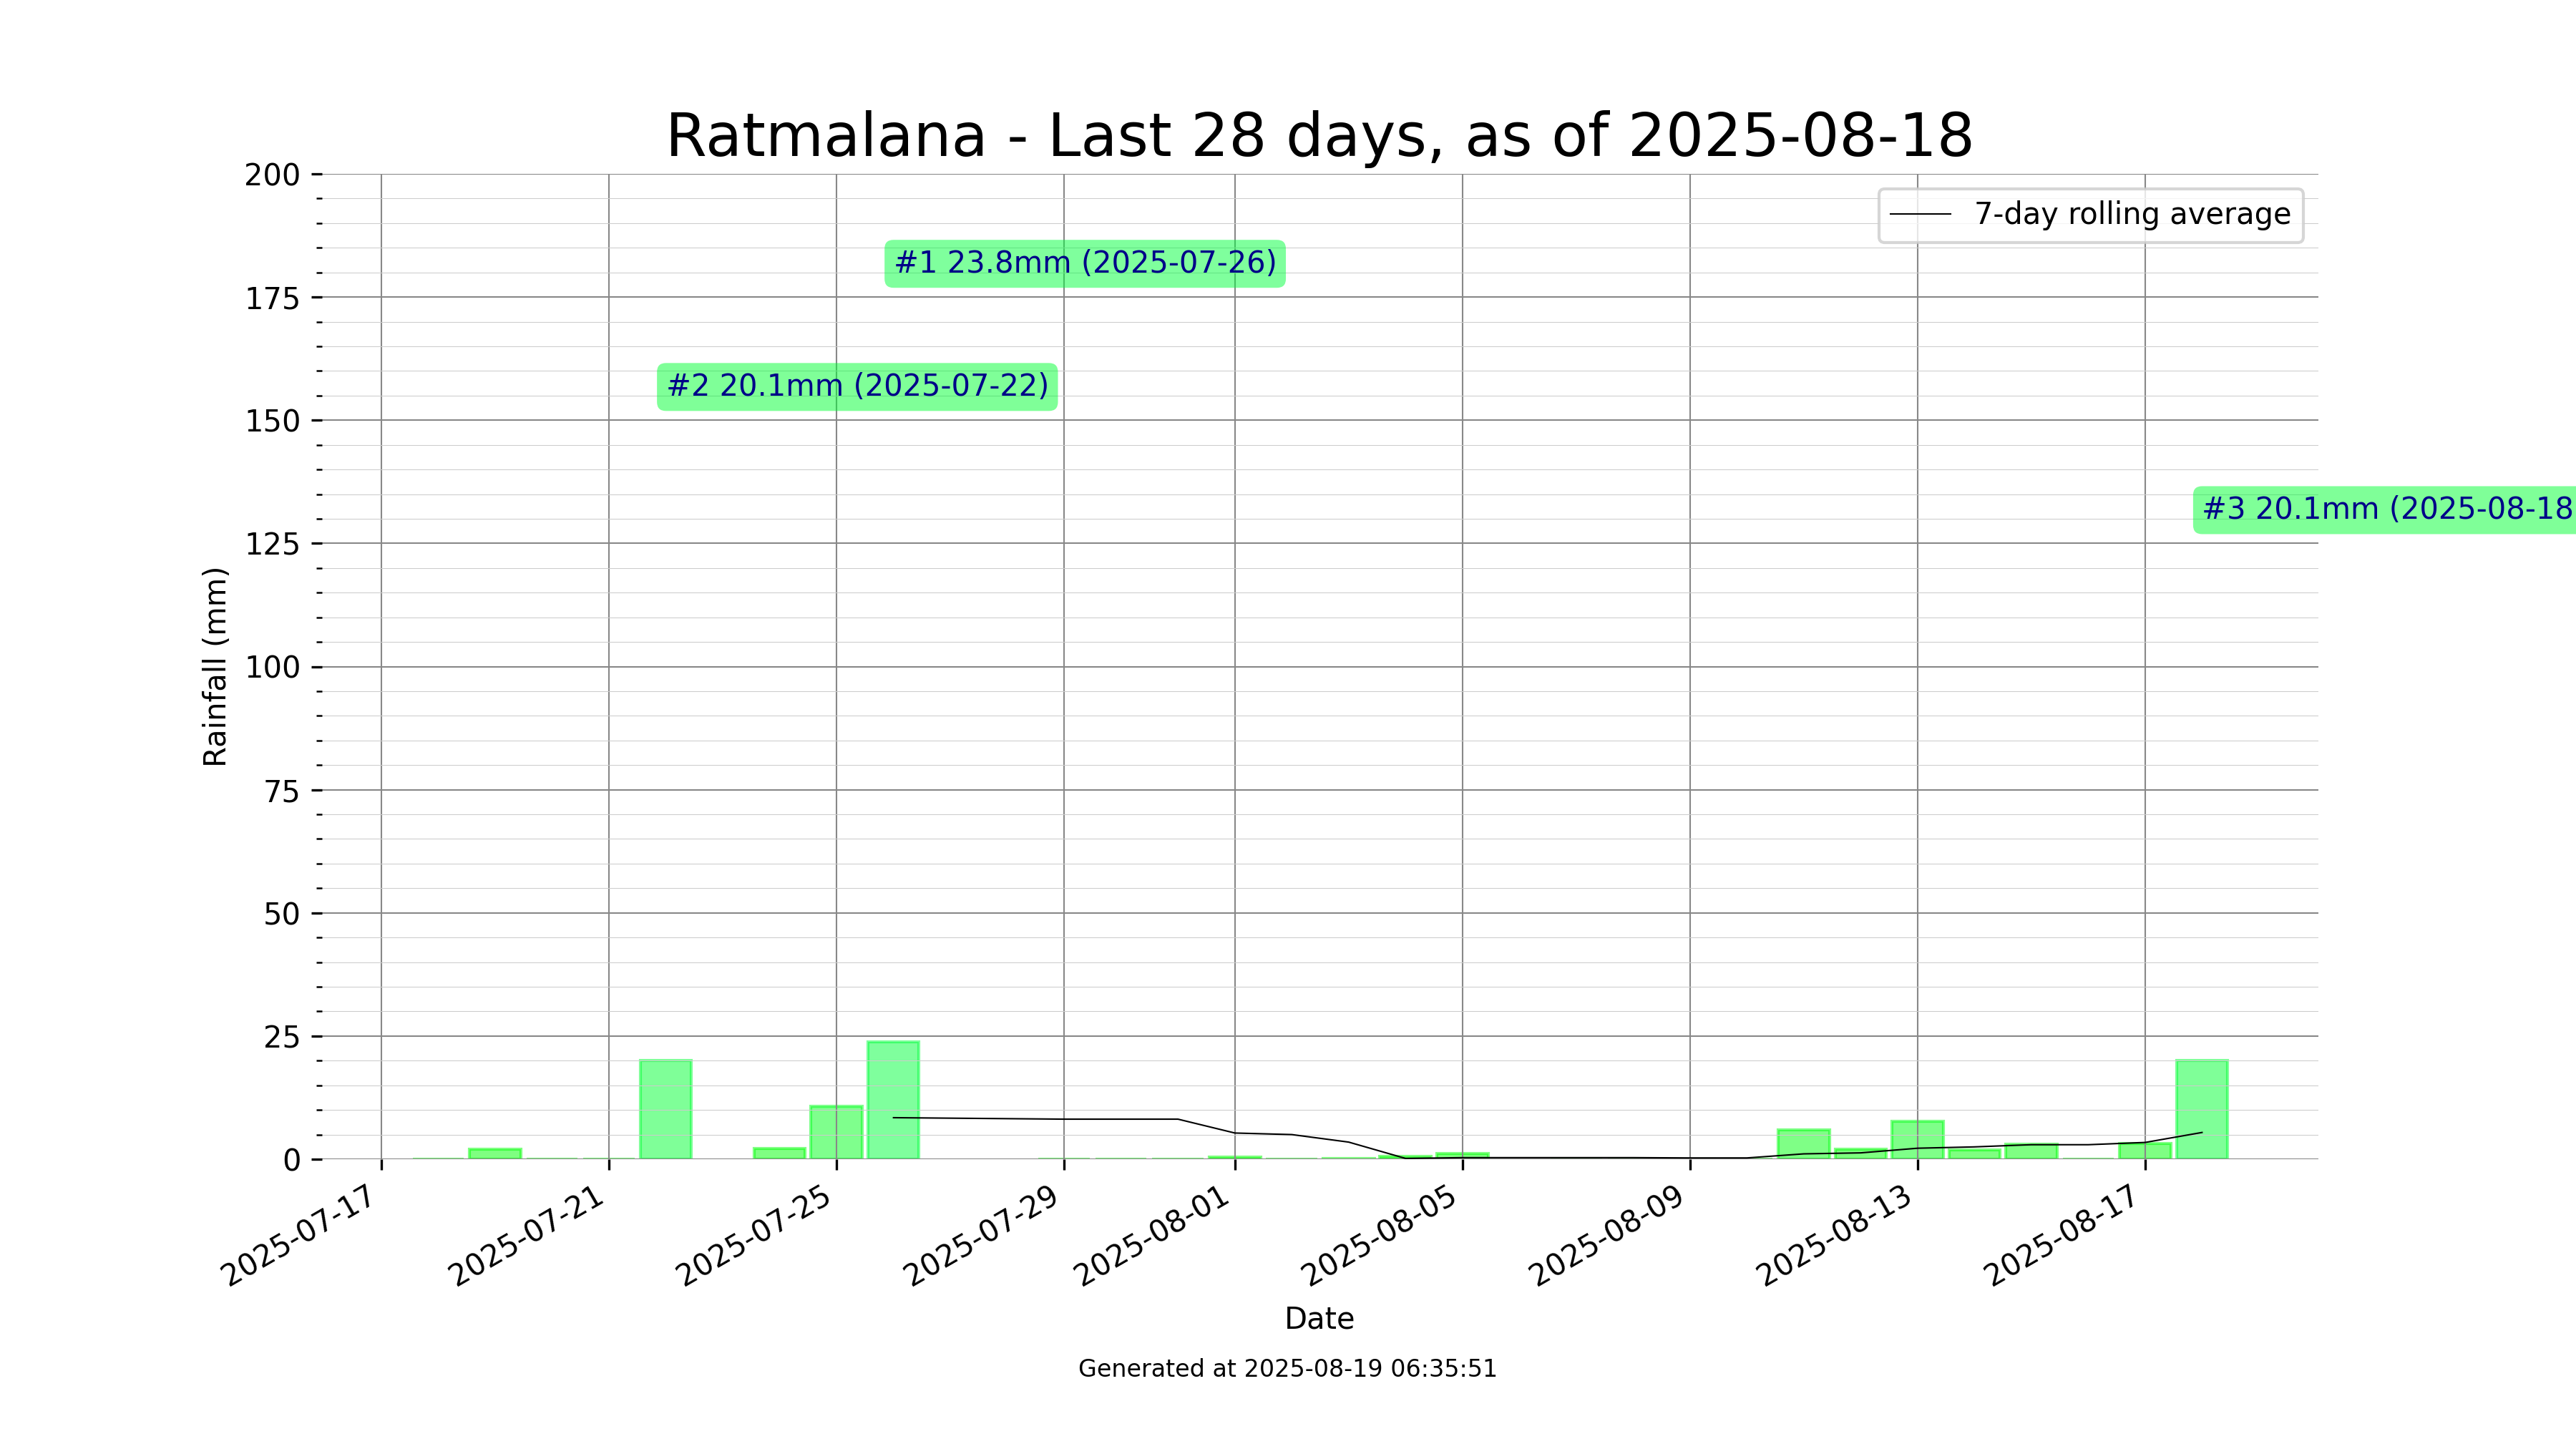 Ratmalana - Last 28 days, as of 2025-08-18
200
175
150
125
100
75
50
25
0
Rainfall (mm)
7-day rolling average
#1 23.8mm (2025-07-26)
#2 20.1mm (2025-07-22)
#3 20.1mm (2025-08-18
2025-07-17
2025-07-21
2025-07-25
2025-07-29
2025-08-01
2025-08-05
2025-08-09
2025-08-13
2025-08-17
Date
Generated at 2025-08-19 06:35:51